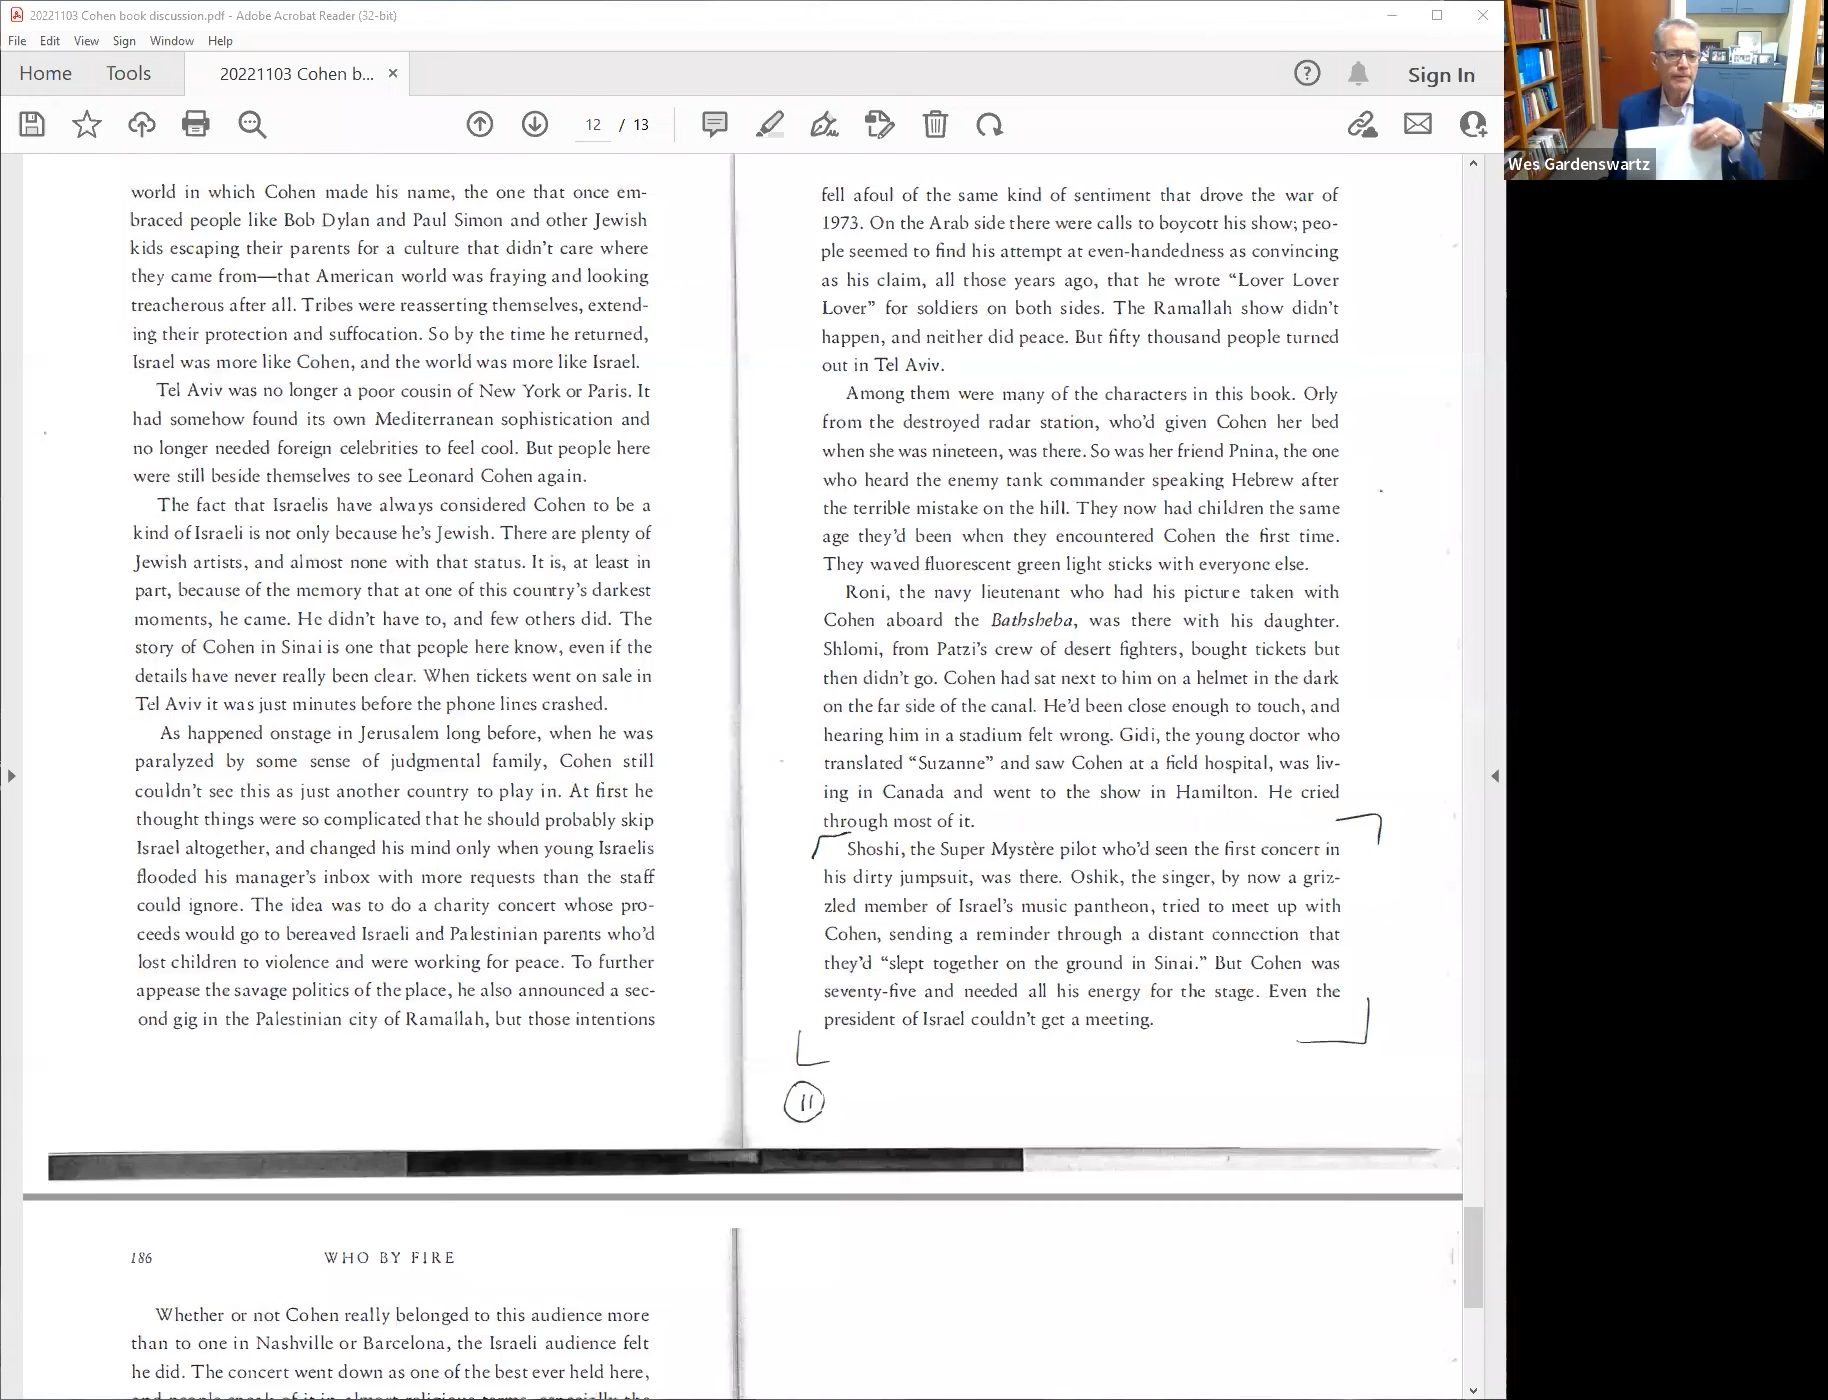 20221103 Cohen book discussion.pdf - Adobe Acrobat Reader (32-bit)
File Edit View Sign Window Help
Home Tools 20221103 Cohen b... × Sign In
12 / 13
Wes Gardenswartz
world in which Cohen made his name, the one that once em-
braced people like Bob Dylan and Paul Simon and other Jewish
kids escaping their parents for a culture that didn't care where
they came from—that American world was fraying and looking
treacherous after all. Tribes were reasserting themselves, extend-
ing their protection and suffocation. So by the time he returned,
Israel was more like Cohen, and the world was more like Israel.
Tel Aviv was no longer a poor cousin of New York or Paris. It
had somehow found its own Mediterranean sophistication and
no longer needed foreign celebrities to feel cool. But people here
were still beside themselves to see Leonard Cohen again.
The fact that Israelis have always considered Cohen to be a
kind of Israeli is not only because he's Jewish. There are plenty of
Jewish artists, and almost none with that status. It is, at least in
part, because of the memory that at one of this country's darkest
moments, he came. He didn't have to, and few others did. The
story of Cohen in Sinai is one that people here know, even if the
details have never really been clear. When tickets went on sale in
Tel Aviv it was just minutes before the phone lines crashed.
As happened onstage in Jerusalem long before, when he was
paralyzed by some sense of judgmental family, Cohen still
couldn't see this as just another country to play in. At first he
thought things were so complicated that he should probably skip
Israel altogether, and changed his mind only when young Israelis
flooded his manager's inbox with more requests than the staff
could ignore. The idea was to do a charity concert whose pro-
ceeds would go to bereaved Israeli and Palestinian parents who'd
lost children to violence and were working for peace. To further
appease the savage politics of the place, he also announced a sec-
ond gig in the Palestinian city of Ramallah, but those intentions
fell afoul of the same kind of sentiment that drove the war of
1973. On the Arab side there were calls to boycott his show; peo-
ple seemed to find his attempt at even-handedness as convincing
as his claim, all those years ago, that he wrote “Lover Lover
Lover” for soldiers on both sides. The Ramallah show didn't
happen, and neither did peace. But fifty thousand people turned
out in Tel Aviv.
Among them were many of the characters in this book. Orly
from the destroyed radar station, who'd given Cohen her bed
when she was nineteen, was there. So was her friend Pnina, the one
who heard the enemy tank commander speaking Hebrew after
the terrible mistake on the hill. They now had children the same
age they'd been when they encountered Cohen the first time.
They waved fluorescent green light sticks with everyone else.
Roni, the navy lieutenant who had his picture taken with
Cohen aboard the Bathsheba, was there with his daughter.
Shlomi, from Patzi's crew of desert fighters, bought tickets but
then didn't go. Cohen had sat next to him on a helmet in the dark
on the far side of the canal. He'd been close enough to touch, and
hearing him in a stadium felt wrong. Gidi, the young doctor who
translated “Suzanne” and saw Cohen at a field hospital, was liv-
ing in Canada and went to the show in Hamilton. He cried
through most of it.
Shoshi, the Super Mystère pilot who'd seen the first concert in
his dirty jumpsuit, was there. Oshik, the singer, by now a griz-
zled member of Israel's music pantheon, tried to meet up with
Cohen, sending a reminder through a distant connection that
they'd “slept together on the ground in Sinai.” But Cohen was
seventy-five and needed all his energy for the stage. Even the
president of Israel couldn't get a meeting.
11
186 WHO BY FIRE
Whether or not Cohen really belonged to this audience more
than to one in Nashville or Barcelona, the Israeli audience felt
he did. The concert went down as one of the best ever held here,